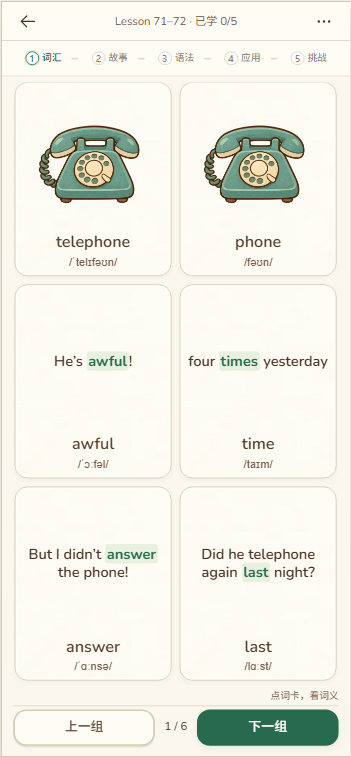 Lesson 71–72 · 已学 0/5
1 词汇 – 2 故事 – 3 语法 – 4 应用 – 5 挑战
telephone
/ˈtelɪfəʊn/
phone
/fəʊn/
He's awful!
awful
/ˈɔːfəl/
four times yesterday
time
/taɪm/
But I didn't answer
the phone!
answer
/ˈɑːnsə/
Did he telephone
again last night?
last
/lɑːst/
点词卡，看词义
上一组
1 / 6
下一组